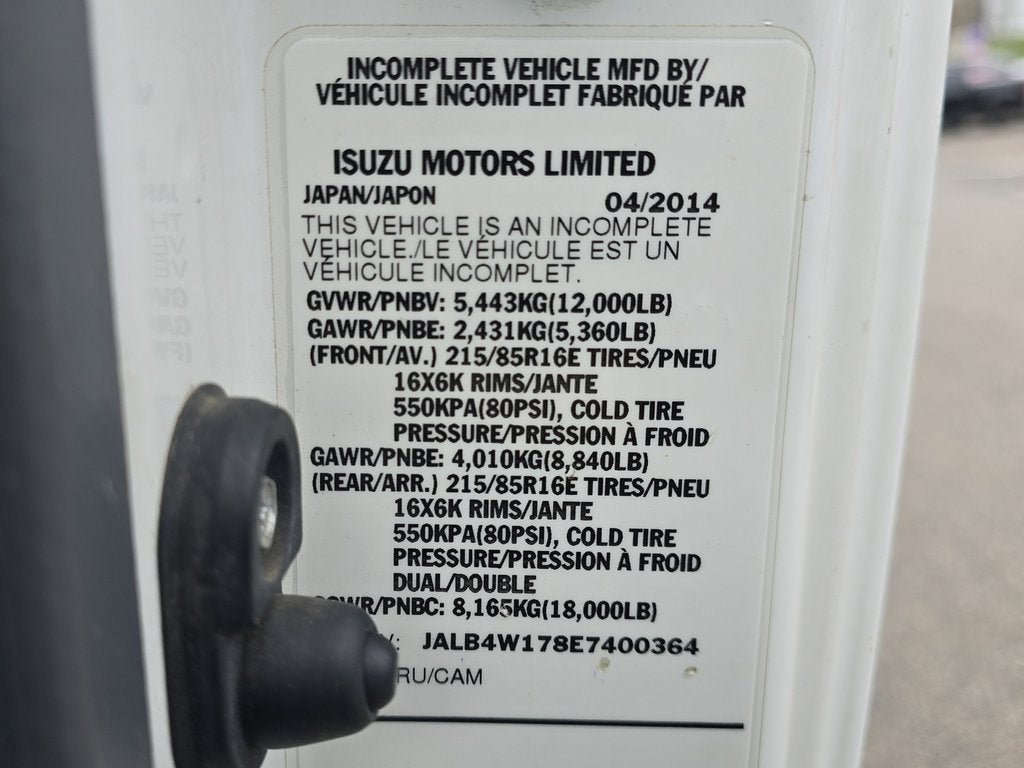 INCOMPLETE VEHICLE MFD BY/
VÉHICULE INCOMPLET FABRIQUÉ PAR
ISUZU MOTORS LIMITED
JAPAN/JAPON 04/2014
THIS VEHICLE IS AN INCOMPLETE
VEHICLE./LE VÉHICULE EST UN
VÉHICULE INCOMPLET.
GVWR/PNBV: 5,443KG(12,000LB)
GAWR/PNBE: 2,431KG(5,360LB)
(FRONT/AV.) 215/85R16E TIRES/PNEU
16X6K RIMS/JANTE
550KPA(80PSI), COLD TIRE
PRESSURE/PRESSION À FROID
GAWR/PNBE: 4,010KG(8,840LB)
(REAR/ARR.) 215/85R16E TIRES/PNEU
16X6K RIMS/JANTE
550KPA(80PSI), COLD TIRE
PRESSURE/PRESSION À FROID
DUAL/DOUBLE
GCWR/PNBC: 8,165KG(18,000LB)
JALB4W178E7400364
RU/CAM